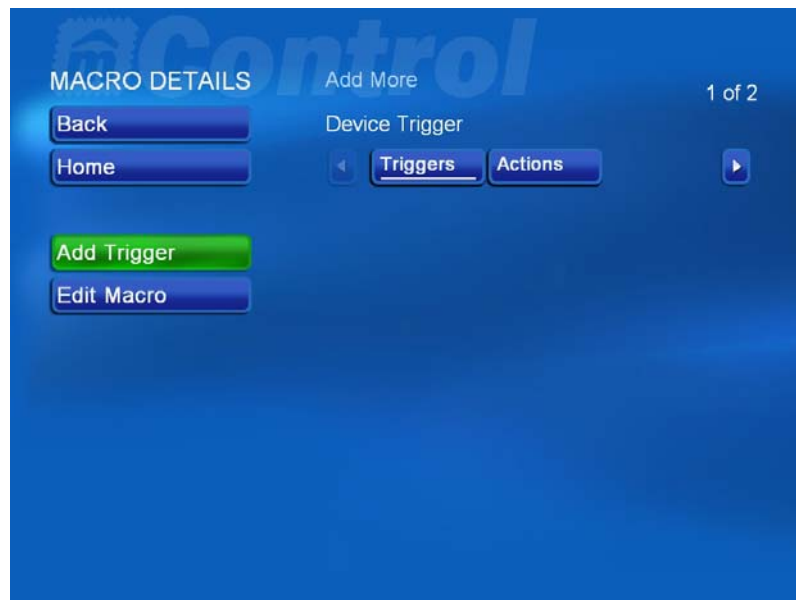 mControl
MACRO DETAILS
Add More
1 of 2
Back
Device Trigger
Home
Triggers
Actions
Add Trigger
Edit Macro